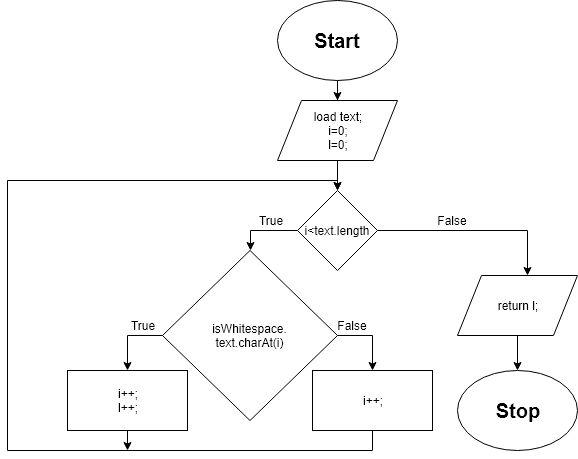 Start
load text;
i=0;
l=0;
i<text.length
True
False
isWhitespace.
text.charAt(i)
True
False
return l;
i++;
l++;
i++;
Stop